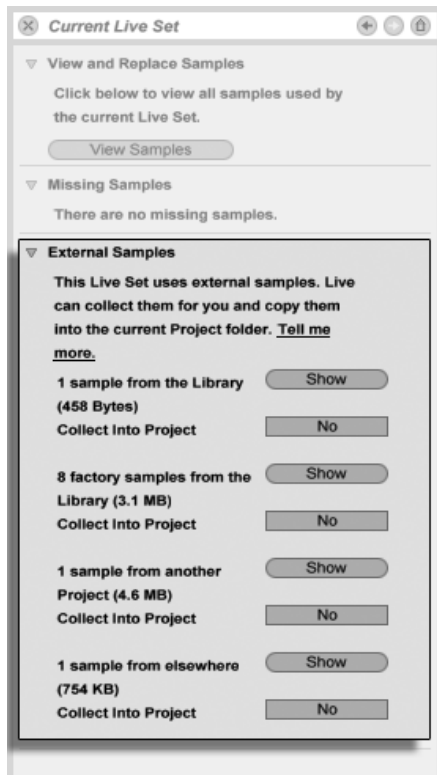 Current Live Set
View and Replace Samples
Click below to view all samples used by
the current Live Set.
View Samples
Missing Samples
There are no missing samples.
External Samples
This Live Set uses external samples. Live
can collect them for you and copy them
into the current Project folder. Tell me
more.
1 sample from the Library
(458 Bytes)
Show
Collect Into Project
No
8 factory samples from the
Library (3.1 MB)
Show
Collect Into Project
No
1 sample from another
Project (4.6 MB)
Show
Collect Into Project
No
1 sample from elsewhere
(754 KB)
Show
Collect Into Project
No